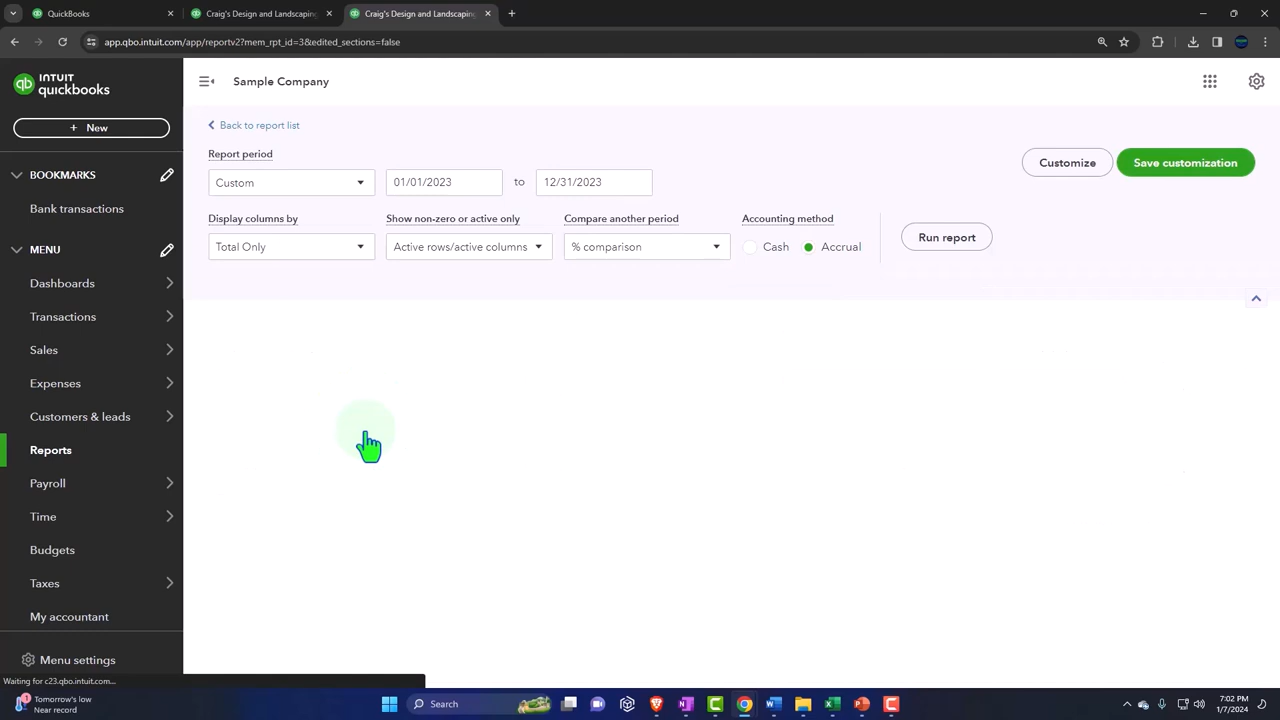 QuickBooks
Craig's Design and Landscaping
Craig's Design and Landscaping
app.qbo.intuit.com/app/reportv2?mem_rpt_id=3&edited_sections=false
qb INTUIT quickbooks
+ New
BOOKMARKS
Bank transactions
MENU
Dashboards
Transactions
Sales
Expenses
Customers & leads
Reports
Payroll
Time
Budgets
Taxes
My accountant
Menu settings
Sample Company
Back to report list
Report period
Custom 01/01/2023 to 12/31/2023
Customize Save customization
Display columns by Show non-zero or active only Compare another period Accounting method
Total Only Active rows/active columns % comparison Cash Accrual Run report
Waiting for c23.qbo.intuit.com...
1 Tomorrow's low
Near record
Search
7:02 PM
1/7/2024